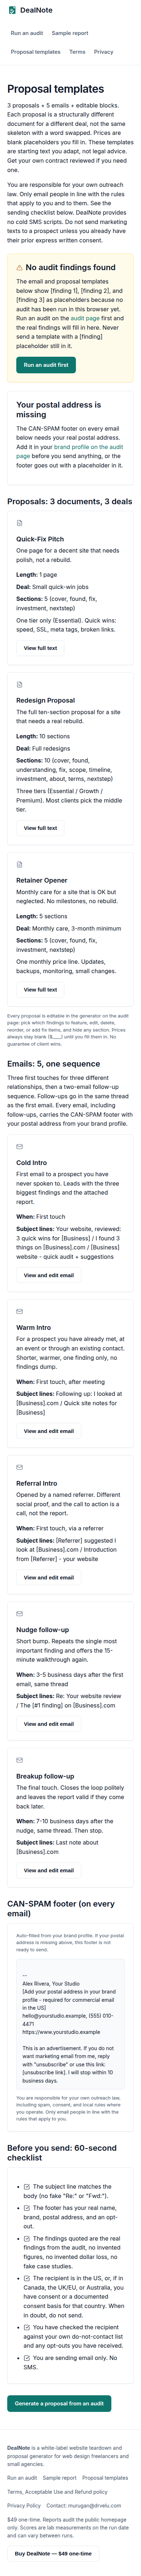 DealNote
Run an audit Sample report
Proposal templates Terms Privacy
Proposal templates
3 proposals + 5 emails + editable blocks.
Each proposal is a structurally different
document for a different deal, not the same
skeleton with a word swapped. Prices are
blank placeholders you fill in. These templates
are starting points you adapt, not legal advice.
Get your own contract reviewed if you need
one.
You are responsible for your own outreach
law. Only email people in line with the rules
that apply to you and to them. See the
sending checklist below. DealNote provides
no cold SMS scripts. Do not send marketing
texts to a prospect unless you already have
their prior express written consent.
No audit findings found
The email and proposal templates
below show [finding 1], [finding 2], and
[finding 3] as placeholders because no
audit has been run in this browser yet.
Run an audit on the audit page first and
the real findings will fill in here. Never
send a template with a [finding]
placeholder still in it.
Run an audit first
Your postal address is
missing
The CAN-SPAM footer on every email
below needs your real postal address.
Add it in your brand profile on the audit
page before you send anything, or the
footer goes out with a placeholder in it.
Proposals: 3 documents, 3 deals
Quick-Fix Pitch
One page for a decent site that needs
polish, not a rebuild.
Length: 1 page
Deal: Small quick-win jobs
Sections: 5 (cover, found, fix,
investment, nextstep)
One tier only (Essential). Quick wins:
speed, SSL, meta tags, broken links.
View full text
Redesign Proposal
The full ten-section proposal for a site
that needs a real rebuild.
Length: 10 sections
Deal: Full redesigns
Sections: 10 (cover, found,
understanding, fix, scope, timeline,
investment, about, terms, nextstep)
Three tiers (Essential / Growth /
Premium). Most clients pick the middle
tier.
View full text
Retainer Opener
Monthly care for a site that is OK but
neglected. No milestones, no rebuild.
Length: 5 sections
Deal: Monthly care, 3-month minimum
Sections: 5 (cover, found, fix,
investment, nextstep)
One monthly price line. Updates,
backups, monitoring, small changes.
View full text
Every proposal is editable in the generator on the audit
page: pick which findings to feature, edit, delete,
reorder, or add fix items, and hide any section. Prices
always stay blank ($____) until you fill them in. No
guarantee of client wins.
Emails: 5, one sequence
Three first touches for three different
relationships, then a two-email follow-up
sequence. Follow-ups go in the same thread
as the first email. Every email, including
follow-ups, carries the CAN-SPAM footer with
your postal address from your brand profile.
Cold Intro
First email to a prospect you have
never spoken to. Leads with the three
biggest findings and the attached
report.
When: First touch
Subject lines: Your website, reviewed:
3 quick wins for [Business] / I found 3
things on [Business].com / [Business]
website - quick audit + suggestions
View and edit email
Warm Intro
For a prospect you have already met, at
an event or through an existing contact.
Shorter, warmer, one finding only, no
findings dump.
When: First touch, after meeting
Subject lines: Following up: I looked at
[Business].com / Quick site notes for
[Business]
View and edit email
Referral Intro
Opened by a named referrer. Different
social proof, and the call to action is a
call, not the report.
When: First touch, via a referrer
Subject lines: [Referrer] suggested I
look at [Business].com / Introduction
from [Referrer] - your website
View and edit email
Nudge follow-up
Short bump. Repeats the single most
important finding and offers the 15-
minute walkthrough again.
When: 3-5 business days after the first
email, same thread
Subject lines: Re: Your website review
/ The [#1 finding] on [Business].com
View and edit email
Breakup follow-up
The final touch. Closes the loop politely
and leaves the report valid if they come
back later.
When: 7-10 business days after the
nudge, same thread. Then stop.
Subject lines: Last note about
[Business].com
View and edit email
CAN-SPAM footer (on every
email)
Auto-filled from your brand profile. If your postal
address is missing above, this footer is not
ready to send.
--
Alex Rivera, Your Studio
[Add your postal address in your brand
profile - required for commercial email
in the US]
hello@yourstudio.example, (555) 010-
4471
https://www.yourstudio.example
This is an advertisement. If you do not
want marketing email from me, reply
with "unsubscribe" or use this link:
[unsubscribe link]. I will stop within 10
business days.
You are responsible for your own outreach law,
including spam, consent, and local rules where
you operate. Only email people in line with the
rules that apply to you.
Before you send: 60-second
checklist
The subject line matches the
body (no fake "Re:" or "Fwd:").
The footer has your real name,
brand, postal address, and an opt-
out.
The findings quoted are the real
findings from the audit, no invented
figures, no invented dollar loss, no
fake case studies.
The recipient is in the US, or, if in
Canada, the UK/EU, or Australia, you
have consent or a documented
consent basis for that country. When
in doubt, do not send.
You have checked the recipient
against your own do-not-contact list
and any opt-outs you have received.
You are sending email only. No
SMS.
Generate a proposal from an audit
DealNote is a white-label website teardown and
proposal generator for web design freelancers and
small agencies.
Run an audit Sample report Proposal templates
Terms, Acceptable Use and Refund policy
Privacy Policy Contact: murugan@drvelu.com
$49 one-time. Reports audit the public homepage
only. Scores are lab measurements on the run date
and can vary between runs.
Buy DealNote — $49 one-time